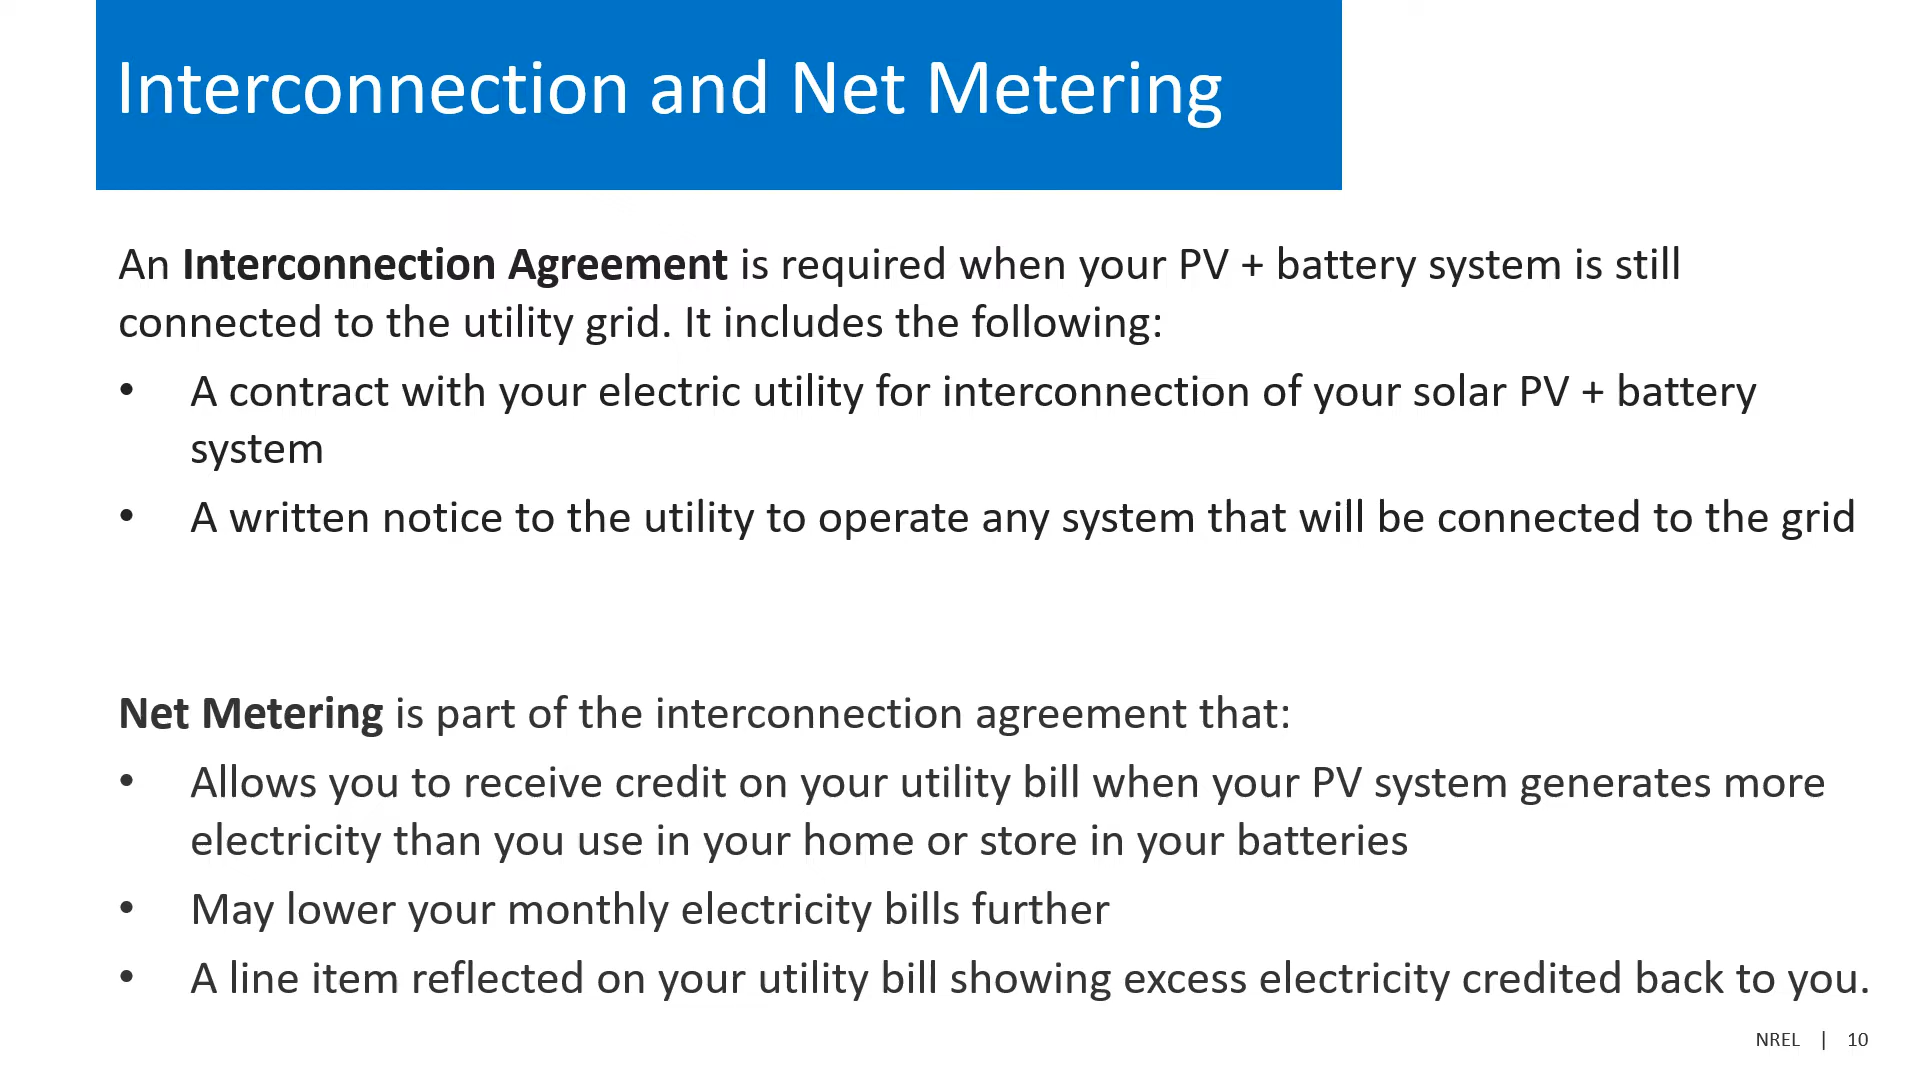 Interconnection and Net Metering
An Interconnection Agreement is required when your PV + battery system is still
connected to the utility grid. It includes the following:
• A contract with your electric utility for interconnection of your solar PV + battery
system
• A written notice to the utility to operate any system that will be connected to the grid
Net Metering is part of the interconnection agreement that:
• Allows you to receive credit on your utility bill when your PV system generates more
electricity than you use in your home or store in your batteries
• May lower your monthly electricity bills further
• A line item reflected on your utility bill showing excess electricity credited back to you.
NREL | 10